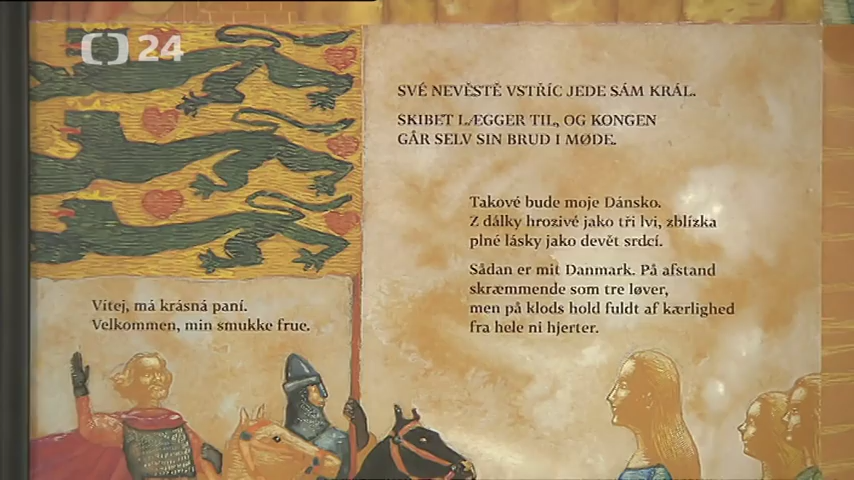 24
SVÉ NEVĚSTĚ VSTŘÍC JEDE SÁM KRÁL.
SKIBET LÆGGER TIL, OG KONGEN
GÅR SELV SIN BRUD I MØDE.
Takové bude moje Dánsko.
Z dálky hrozivé jako tři lvi, zblízka
plné lásky jako devět srdcí.
Sådan er mit Danmark. På afstand
skræmmende som tre løver,
men på klods hold fuldt af kærlighed
fra hele ni hjerter.
Vítej, má krásná paní.
Velkommen, min smukke frue.